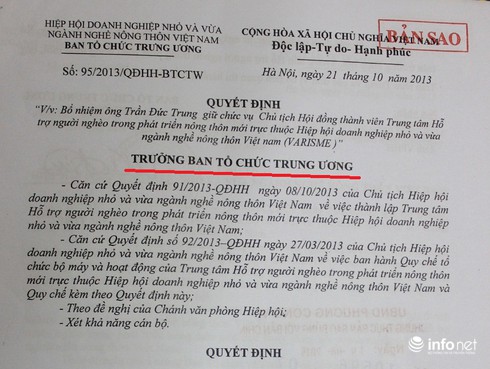 HIỆP HỘI DOANH NGHIỆP NHỎ VÀ VỪA
NGÀNH NGHỀ NÔNG THÔN VIỆT NAM
BAN TỔ CHỨC TRUNG ƯƠNG
Số: 95/2013/QĐHH-BTCTW
CỘNG HÒA XÃ HỘI CHỦ NGHĨA VIỆT NAM
Độc lập-Tự do- Hạnh phúc
BẢN SAO
Hà Nội, ngày 21 tháng 10 năm 2013
QUYẾT ĐỊNH
"V/v: Bổ nhiệm ông Trần Đức Trung giữ chức vụ Chủ tịch Hội đồng thành viên Trung tâm Hỗ
trợ người nghèo trong phát triển nông thôn mới trực thuộc Hiệp hội doanh nghiệp nhỏ và vừa
ngành nghề nông thôn Việt Nam (VARISME)"
TRƯỞNG BAN TỔ CHỨC TRUNG ƯƠNG
- Căn cứ Quyết định 91/2013-QĐHH ngày 08/10/2013 của Chủ tịch Hiệp hội
doanh nghiệp nhỏ và vừa ngành nghề nông thôn Việt Nam về việc thành lập Trung tâm
Hỗ trợ người nghèo trong phát triển nông thôn mới trực thuộc Hiệp hội doanh nghiệp
nhỏ và vừa ngành nghề nông thôn Việt Nam;
- Căn cứ Quyết định số 92/2013-QĐHH ngày 27/03/2013 của Chủ tịch Hiệp hội
doanh nghiệp nhỏ và vừa ngành nghề nông thôn Việt Nam về việc ban hành Quy chế tổ
chức bộ máy và hoạt động của Trung tâm Hỗ trợ người nghèo trong phát triển nông thôn
mới trực thuộc Hiệp hội doanh nghiệp nhỏ và vừa ngành nghề nông thôn Việt Nam và
Quy chế kèm theo Quyết định này;
- Theo đề nghị của Chánh văn phòng Hiệp hội;
- Xét khả năng cán bộ.
QUYẾT ĐỊNH
infonet